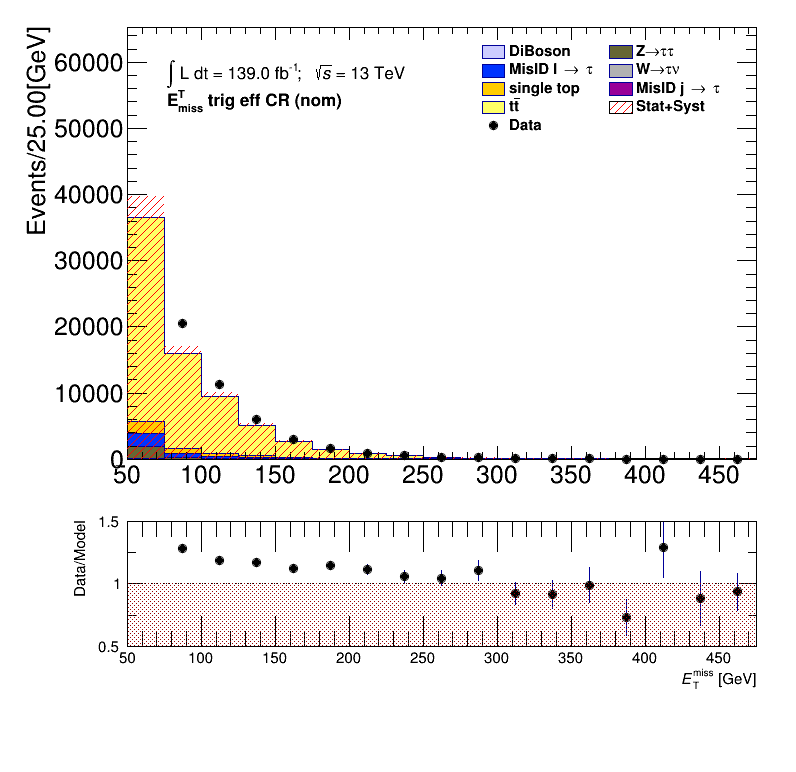 Events/25.00[GeV]
60000
50000
40000
30000
20000
10000
0
∫ L dt = 139.0 fb⁻¹; √s = 13 TeV
E^T_miss trig eff CR (nom)
DiBoson
Z→ττ
MisID l → τ
W→τν
single top
MisID j → τ
tt̄
Stat+Syst
Data
50 100 150 200 250 300 350 400 450
Data/Model
1.5
1
0.5
50 100 150 200 250 300 350 400 450
E_T^miss [GeV]